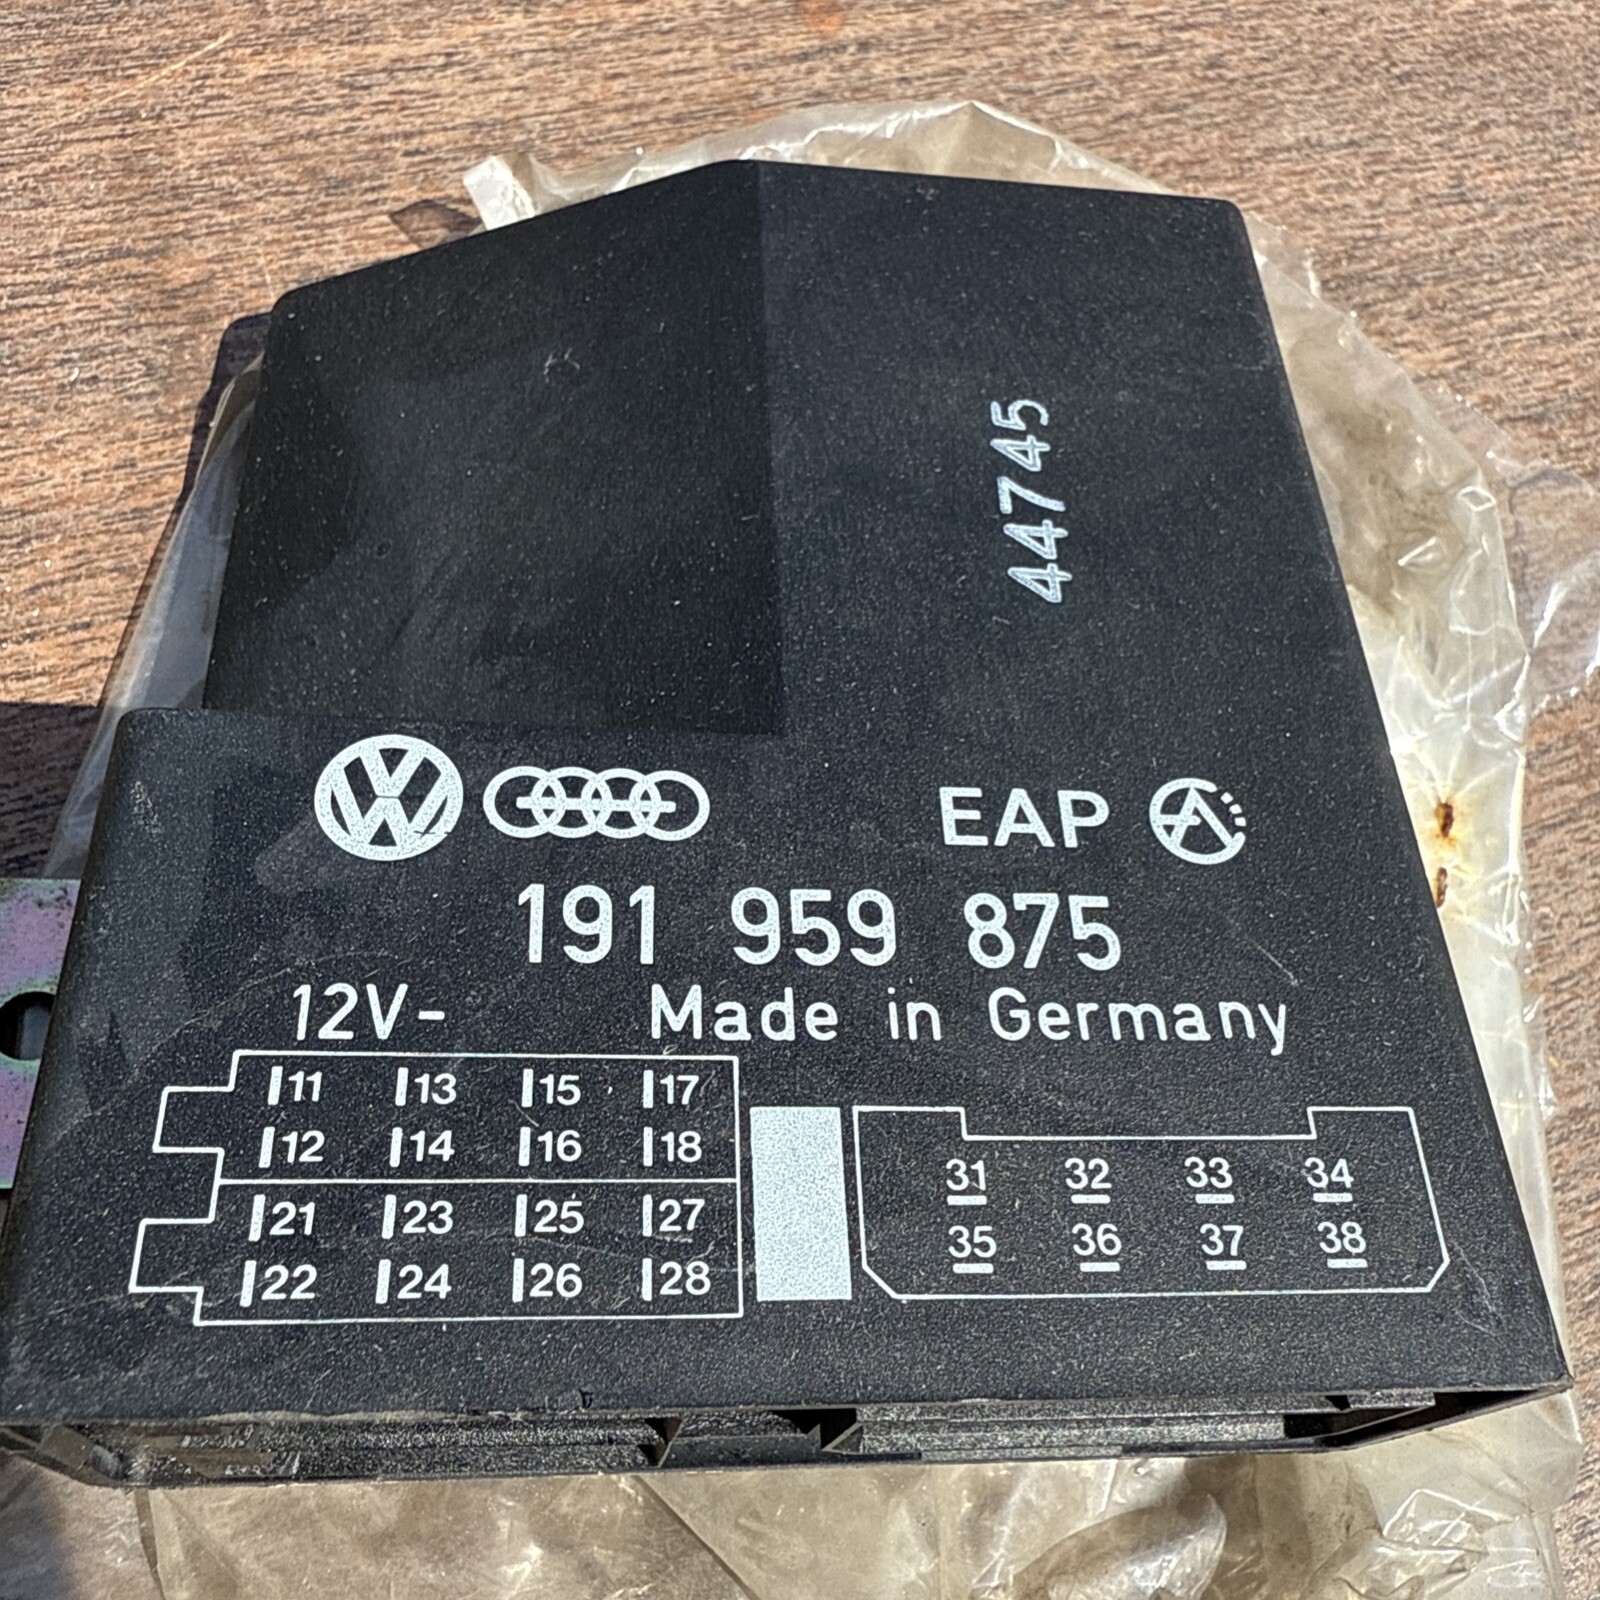 44745
EAP
191 959 875
12V- Made in Germany
11 13 15 17
12 14 16 18
21 23 25 27
22 24 26 28
31 32 33 34
35 36 37 38